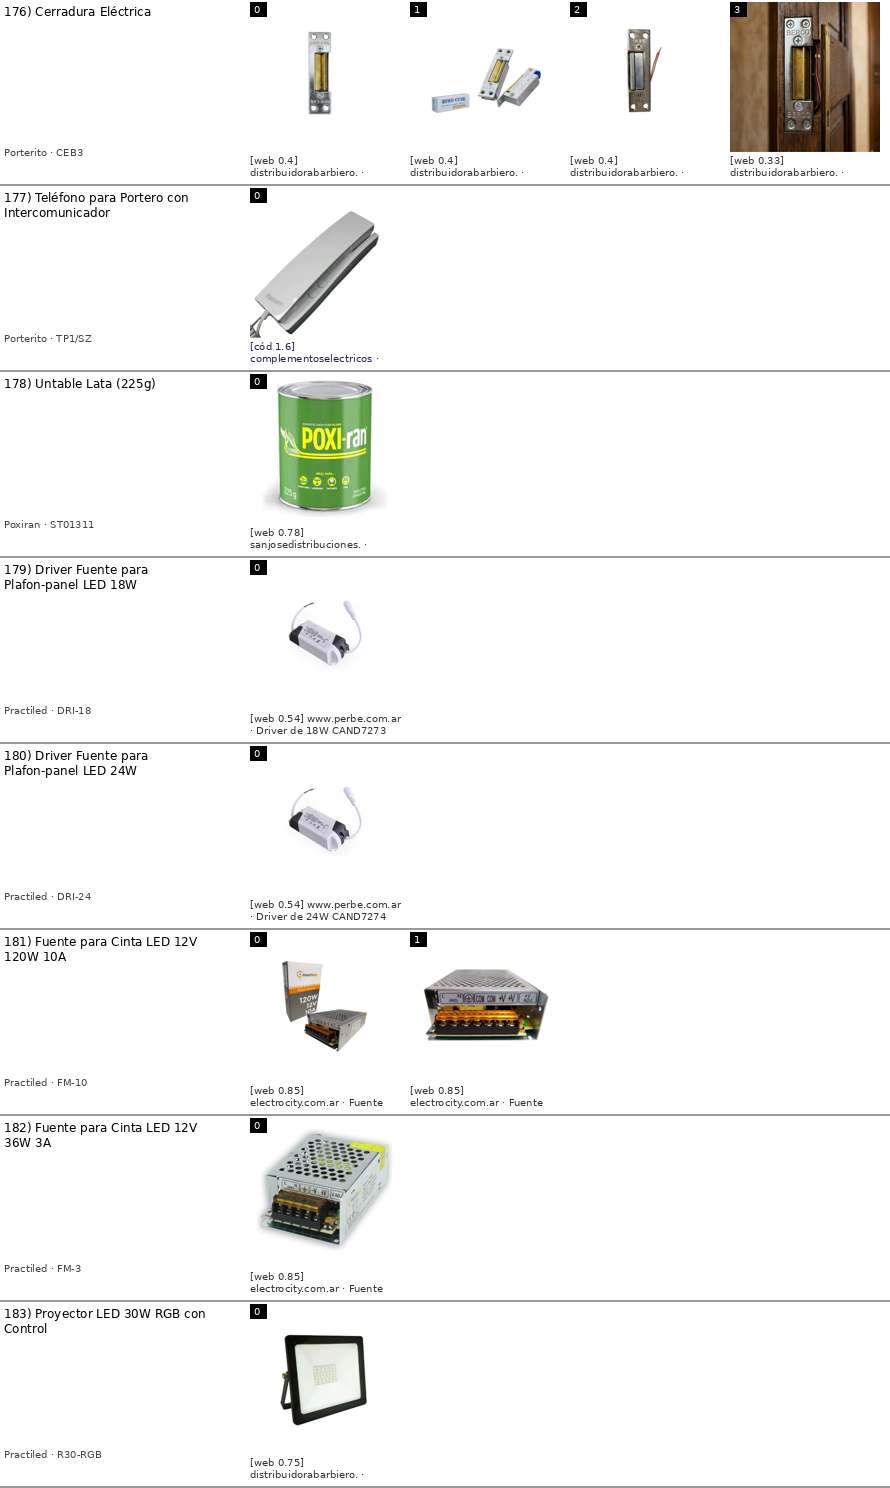 176) Cerradura Eléctrica
Porterito · CEB3
0
[web 0.4]
distribuidorabarbiero. ·
1
[web 0.4]
distribuidorabarbiero. ·
2
[web 0.4]
distribuidorabarbiero. ·
3
BERCO
[web 0.33]
distribuidorabarbiero. ·
177) Teléfono para Portero con
Intercomunicador
Porterito · TP1/SZ
0
[cód 1.6]
complementoselectricos ·
178) Untable Lata (225g)
Poxiran · ST01311
0
POXI-ran
225g
[web 0.78]
sanjosedistribuciones. ·
179) Driver Fuente para
Plafon-panel LED 18W
Practiled · DRI-18
0
[web 0.54] www.perbe.com.ar
· Driver de 18W CAND7273
180) Driver Fuente para
Plafon-panel LED 24W
Practiled · DRI-24
0
[web 0.54] www.perbe.com.ar
· Driver de 24W CAND7274
181) Fuente para Cinta LED 12V
120W 10A
Practiled · FM-10
0
120W
12V
10A
[web 0.85]
electrocity.com.ar · Fuente
1
COM COM +V +V
[web 0.85]
electrocity.com.ar · Fuente
182) Fuente para Cinta LED 12V
36W 3A
Practiled · FM-3
0
[web 0.85]
electrocity.com.ar · Fuente
183) Proyector LED 30W RGB con
Control
Practiled · R30-RGB
0
[web 0.75]
distribuidorabarbiero. ·